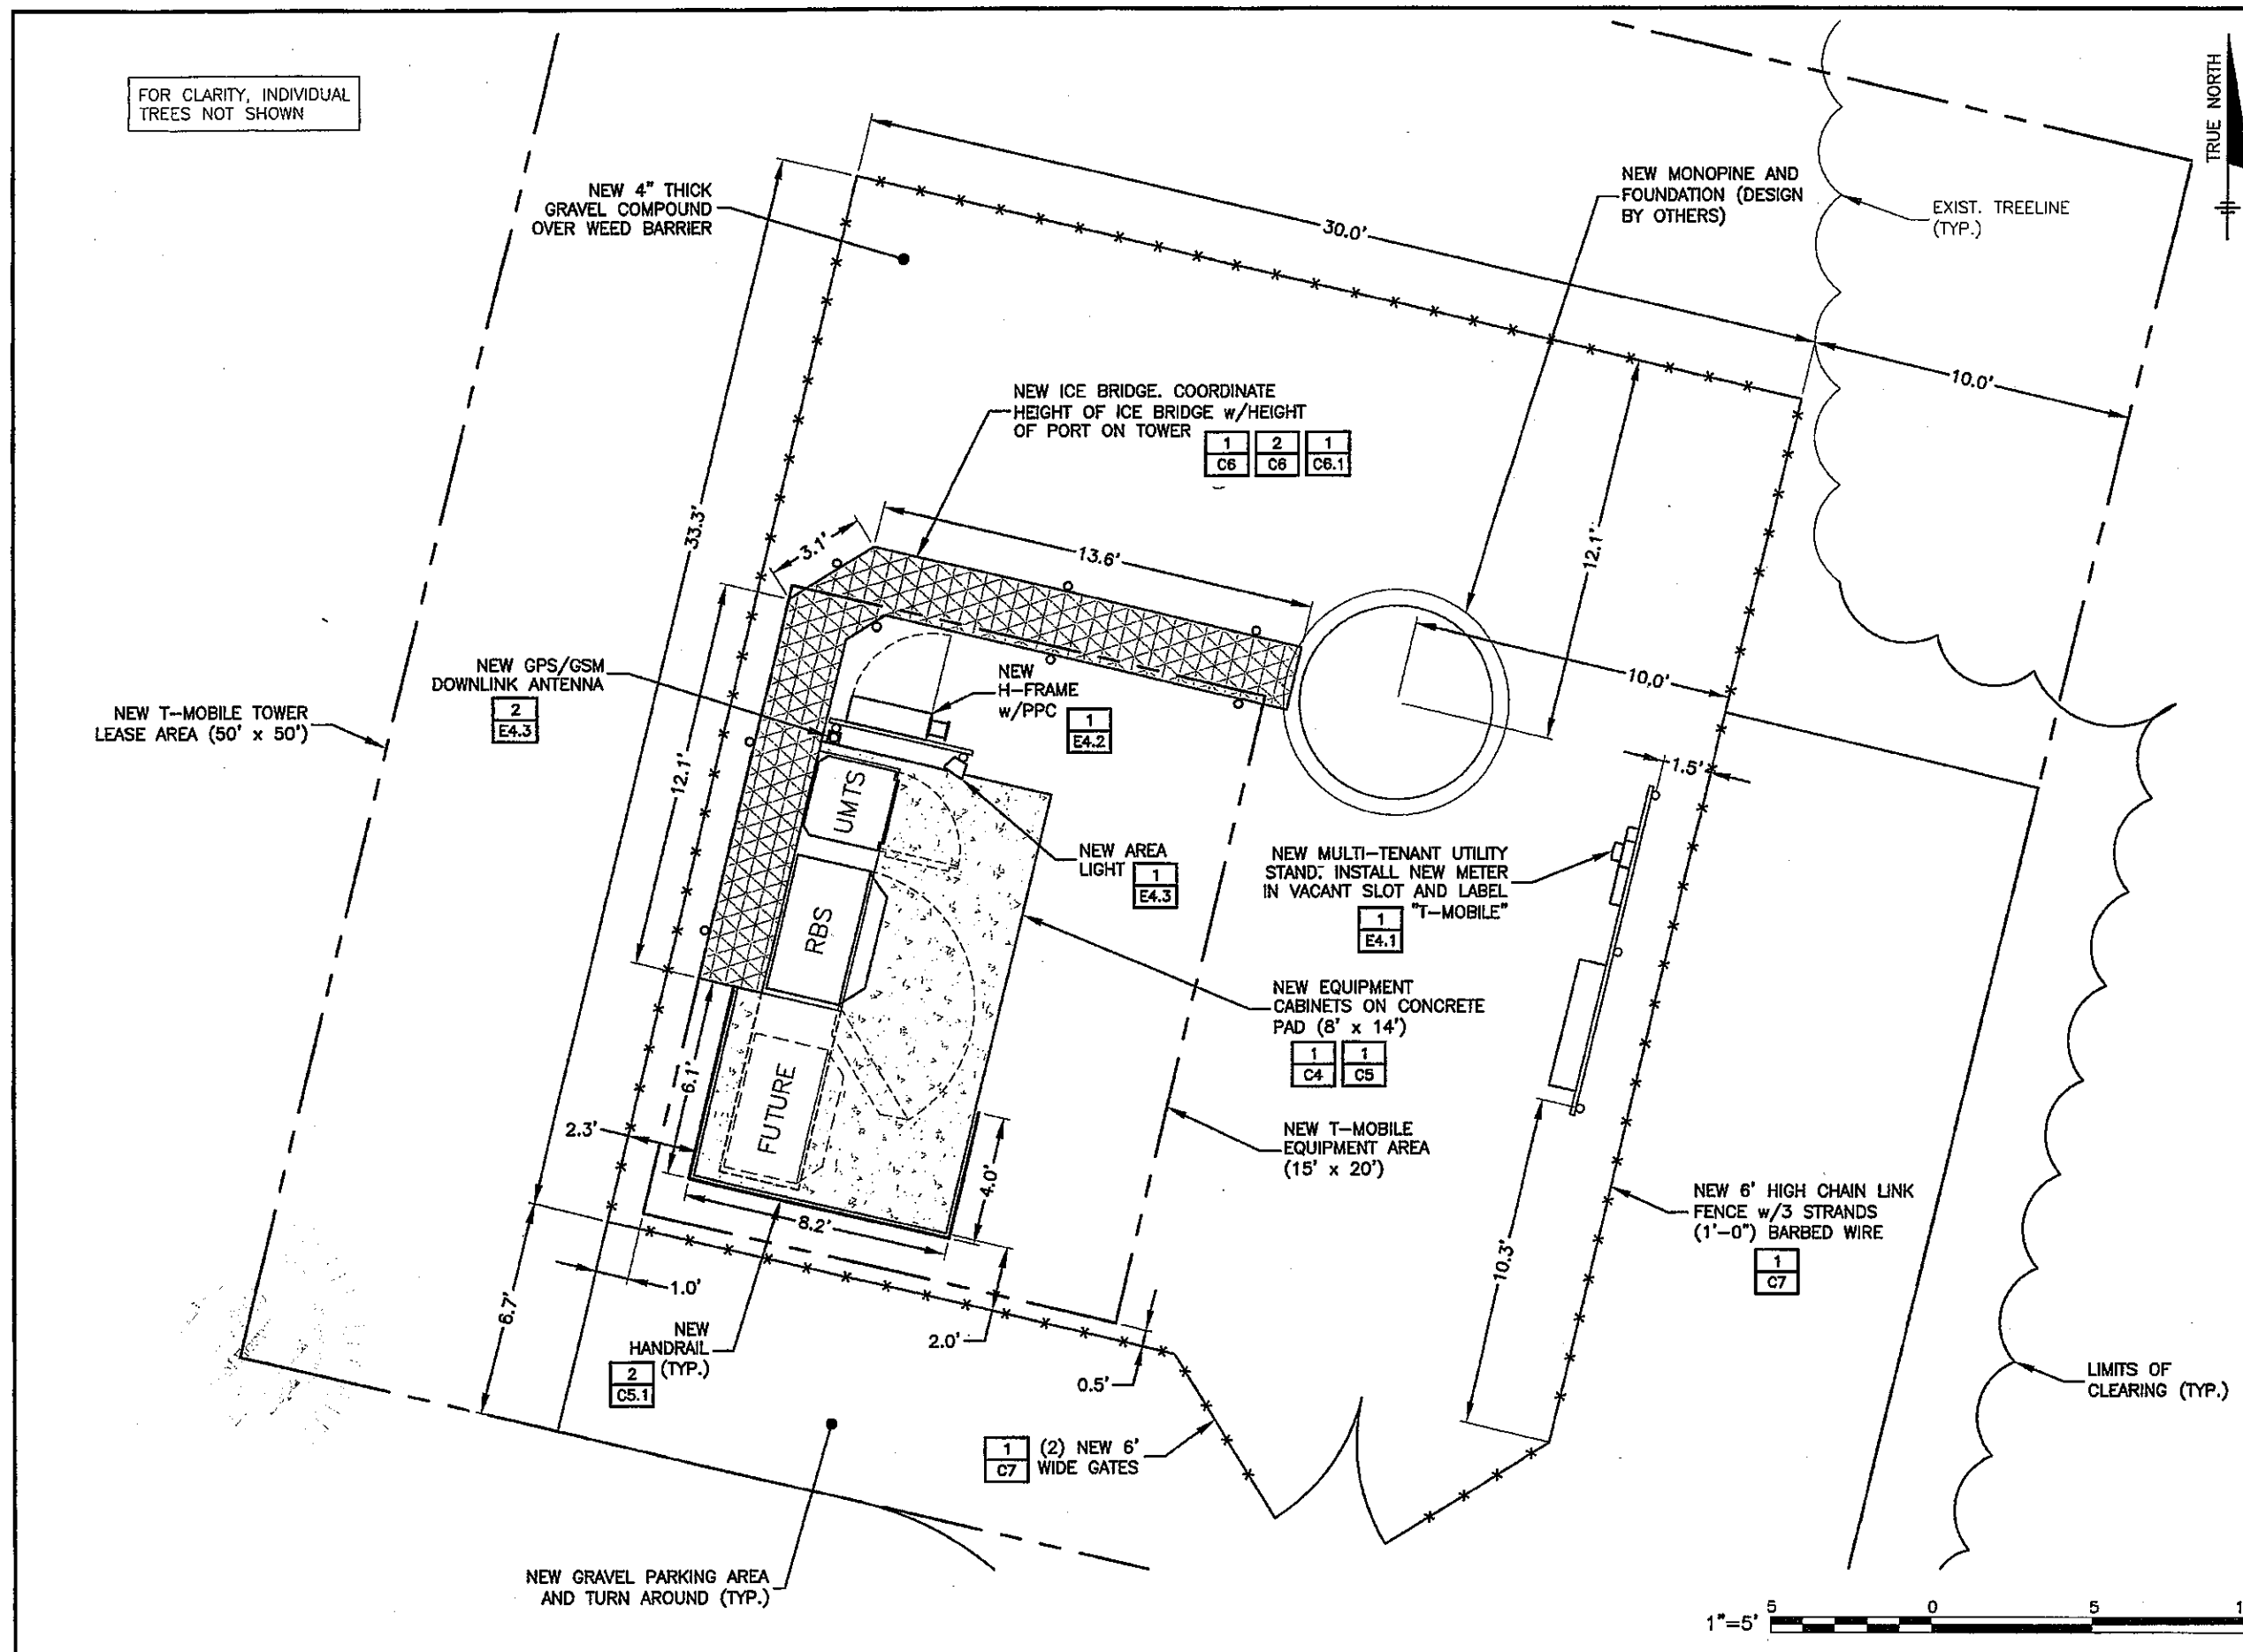 FOR CLARITY, INDIVIDUAL
TREES NOT SHOWN
TRUE NORTH
NEW 4" THICK
GRAVEL COMPOUND
OVER WEED BARRIER
NEW MONOPINE AND
FOUNDATION (DESIGN
BY OTHERS)
EXIST. TREELINE
(TYP.)
30.0'
10.0'
NEW ICE BRIDGE. COORDINATE
HEIGHT OF ICE BRIDGE w/HEIGHT
OF PORT ON TOWER
1
C6
2
C6
1
C6.1
33.3'
3.1'
13.6'
12.1'
10.0'
NEW GPS/GSM
DOWNLINK ANTENNA
2
E4.3
NEW
H-FRAME
w/PPC
1
E4.2
NEW T-MOBILE TOWER
LEASE AREA (50' x 50')
12.1'
1.5'
UMTS
RBS
FUTURE
NEW AREA
LIGHT
1
E4.3
NEW MULTI-TENANT UTILITY
STAND. INSTALL NEW METER
IN VACANT SLOT AND LABEL
"T-MOBILE"
1
E4.1
NEW EQUIPMENT
CABINETS ON CONCRETE
PAD (8' x 14')
1
C4
1
C5
6.1'
2.3'
4.0'
8.2'
NEW T-MOBILE
EQUIPMENT AREA
(15' x 20')
NEW 6' HIGH CHAIN LINK
FENCE w/3 STRANDS
(1'-0") BARBED WIRE
1
C7
10.3'
6.7'
1.0'
2.0'
0.5'
NEW
HANDRAIL
(TYP.)
2
C5.1
LIMITS OF
CLEARING (TYP.)
1
C7
(2) NEW 6'
WIDE GATES
NEW GRAVEL PARKING AREA
AND TURN AROUND (TYP.)
1"=5'
5 0 5